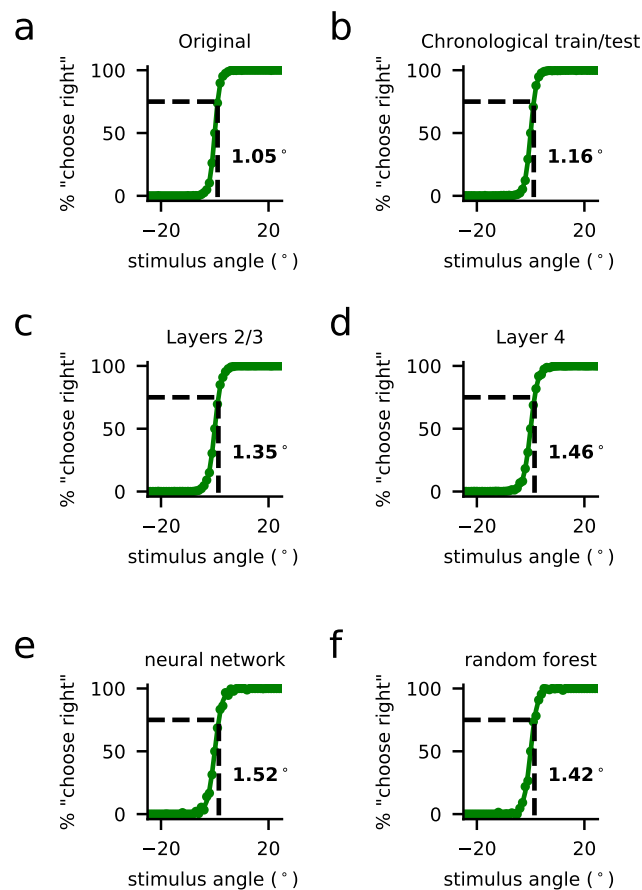 a
Original
% "choose right"
100
50
0
1.05°
−20
20
stimulus angle (°)
b
Chronological train/test
% "choose right"
100
50
0
1.16°
−20
20
stimulus angle (°)
c
Layers 2/3
% "choose right"
100
50
0
1.35°
−20
20
stimulus angle (°)
d
Layer 4
% "choose right"
100
50
0
1.46°
−20
20
stimulus angle (°)
e
neural network
% "choose right"
100
50
0
1.52°
−20
20
stimulus angle (°)
f
random forest
% "choose right"
100
50
0
1.42°
−20
20
stimulus angle (°)